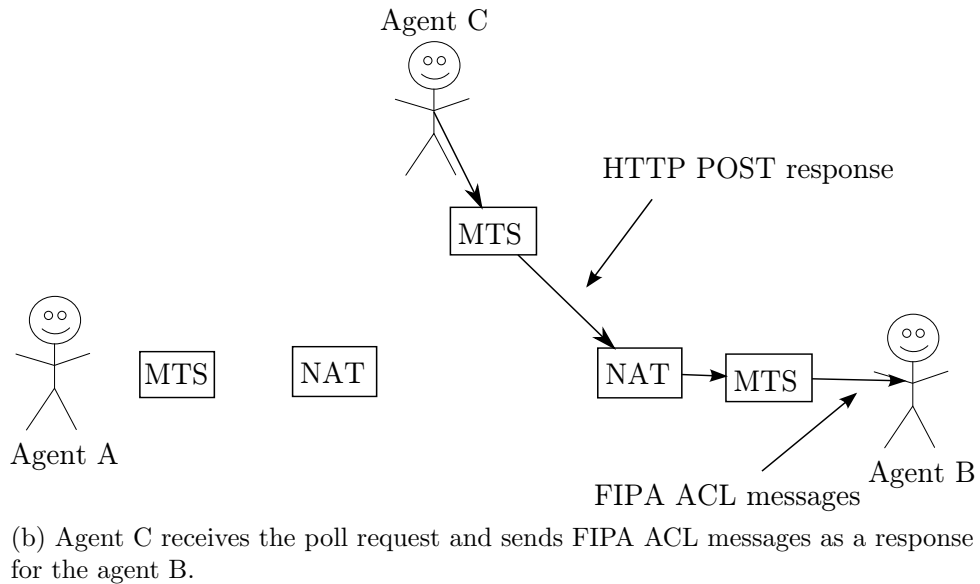 Agent C
HTTP POST response
MTS
MTS
NAT
NAT
MTS
Agent A
Agent B
FIPA ACL messages
(b) Agent C receives the poll request and sends FIPA ACL messages as a response
for the agent B.